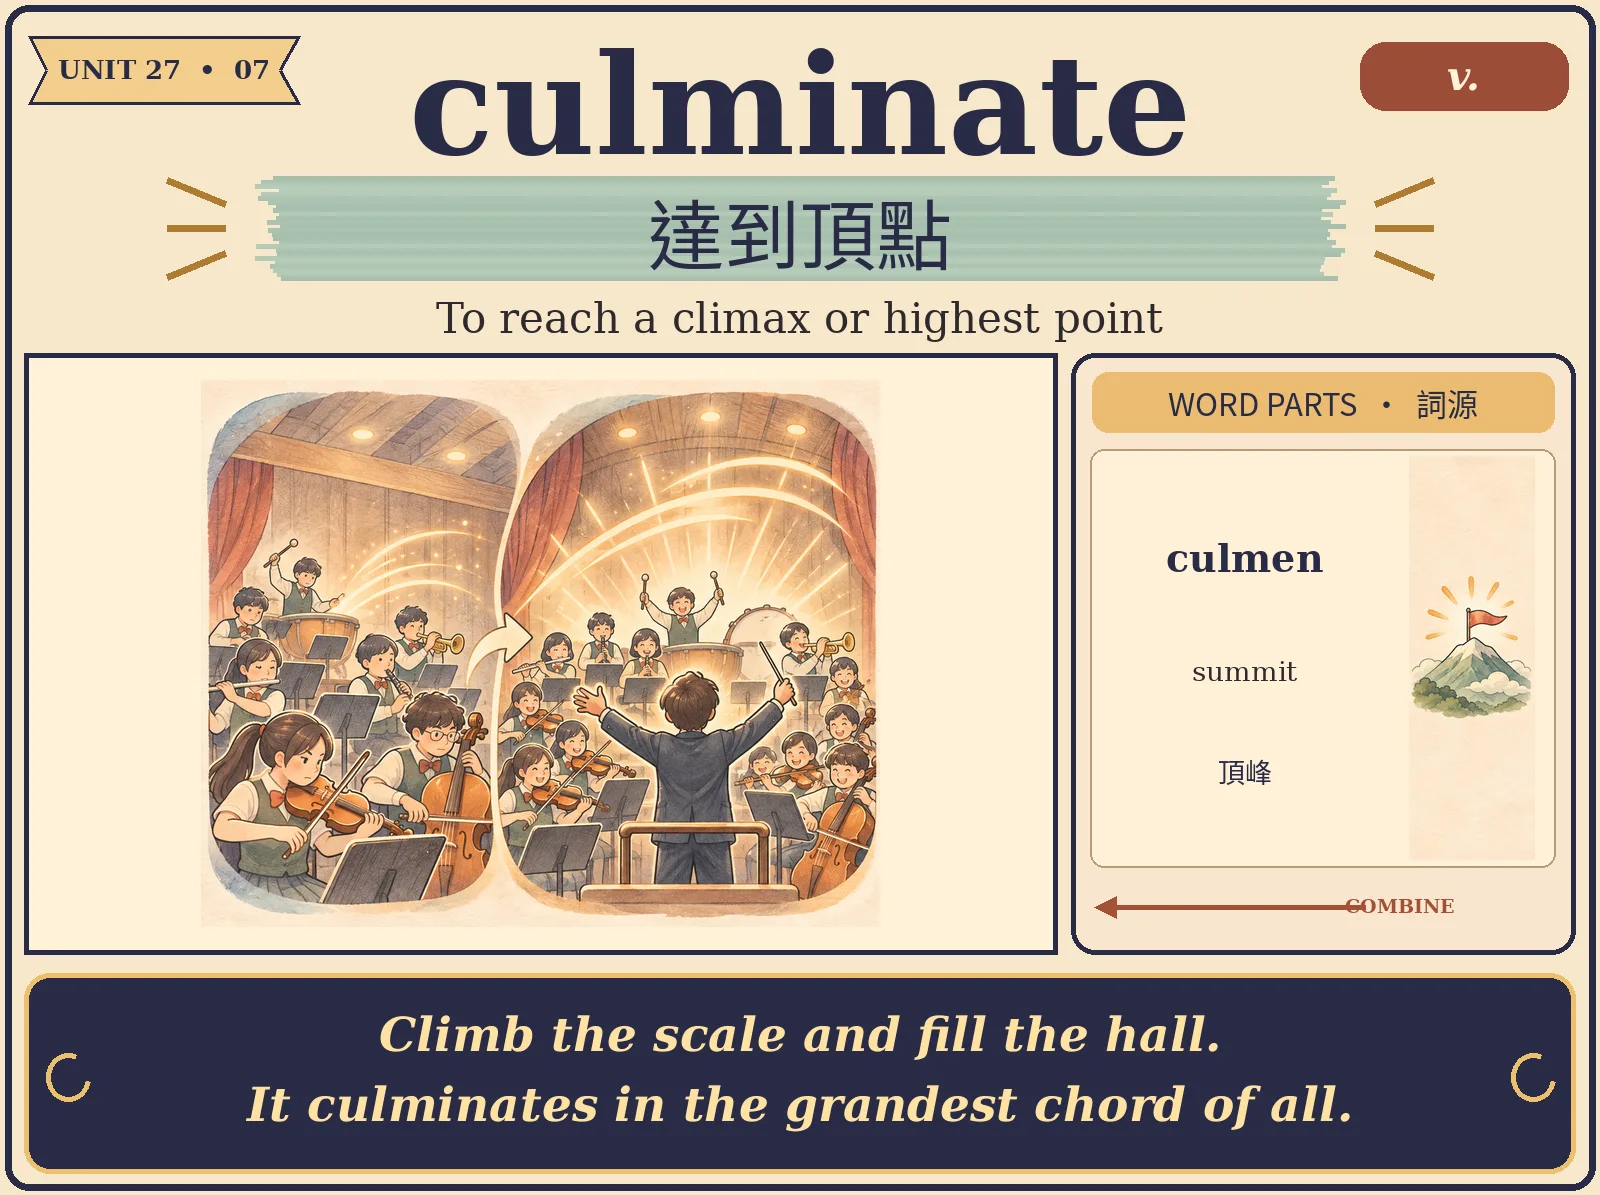 UNIT 27 • 07
culminate
v.
達到頂點
To reach a climax or highest point
WORD PARTS • 詞源
culmen
summit
頂峰
COMBINE
Climb the scale and fill the hall.
It culminates in the grandest chord of all.